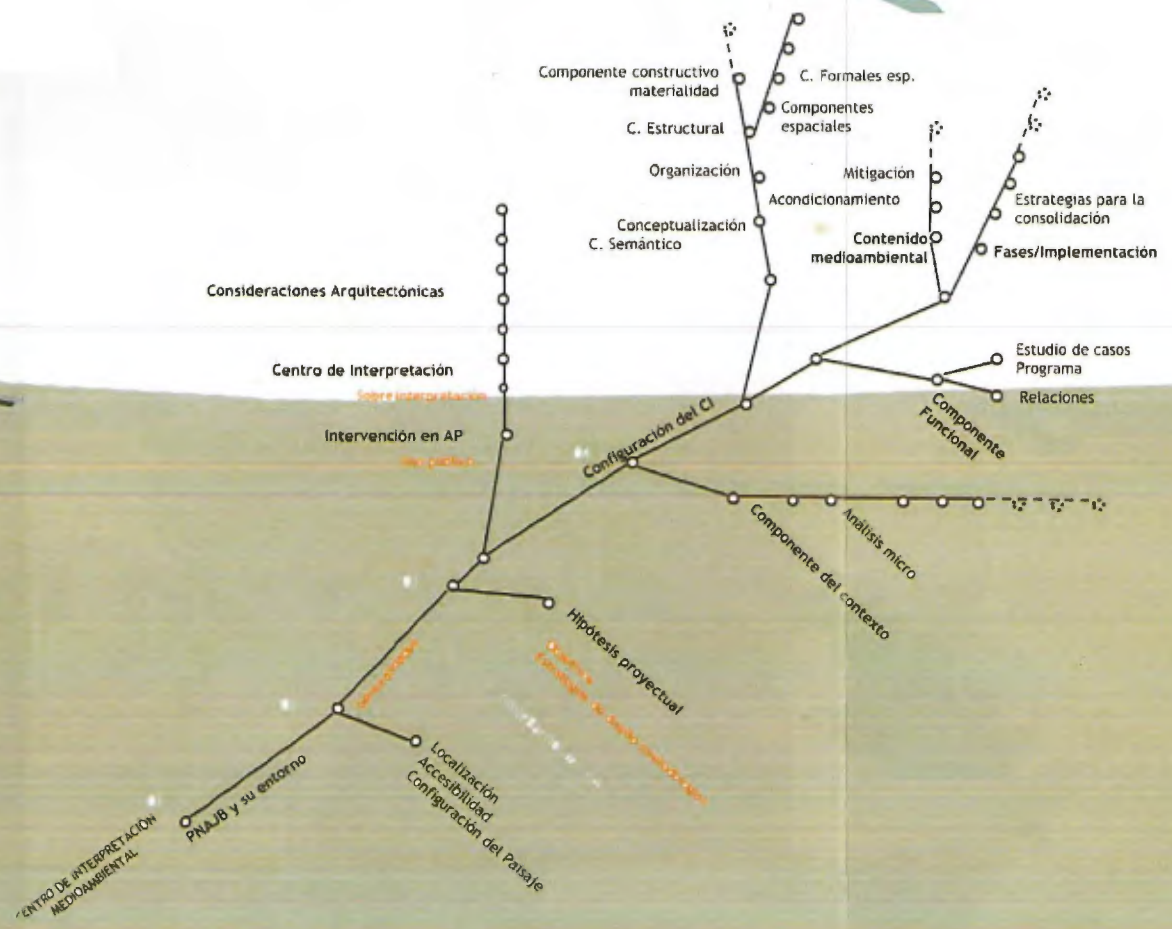 Componente constructivo
materialidad
C. Formales esp.
Componentes
espaciales
C. Estructural
Organización
Mitigación
Acondicionamiento
Conceptualización
C. Semántico
Contenido
medioambiental
Estrategias para la
consolidación
Fases/Implementación
Consideraciones Arquitectónicas
Centro de Interpretación
Sobre interpretación
Intervención en AP
Estudio de casos
Programa
Relaciones
Componente
Funcional
Configuración del CI
Componente del contexto
Análisis micro
Hipótesis proyectual
Localización
Accesibilidad
Configuración del Paisaje
PNAJB y su entorno
ENTRO DE INTERPRETACIÓN
MEDIOAMBIENTAL